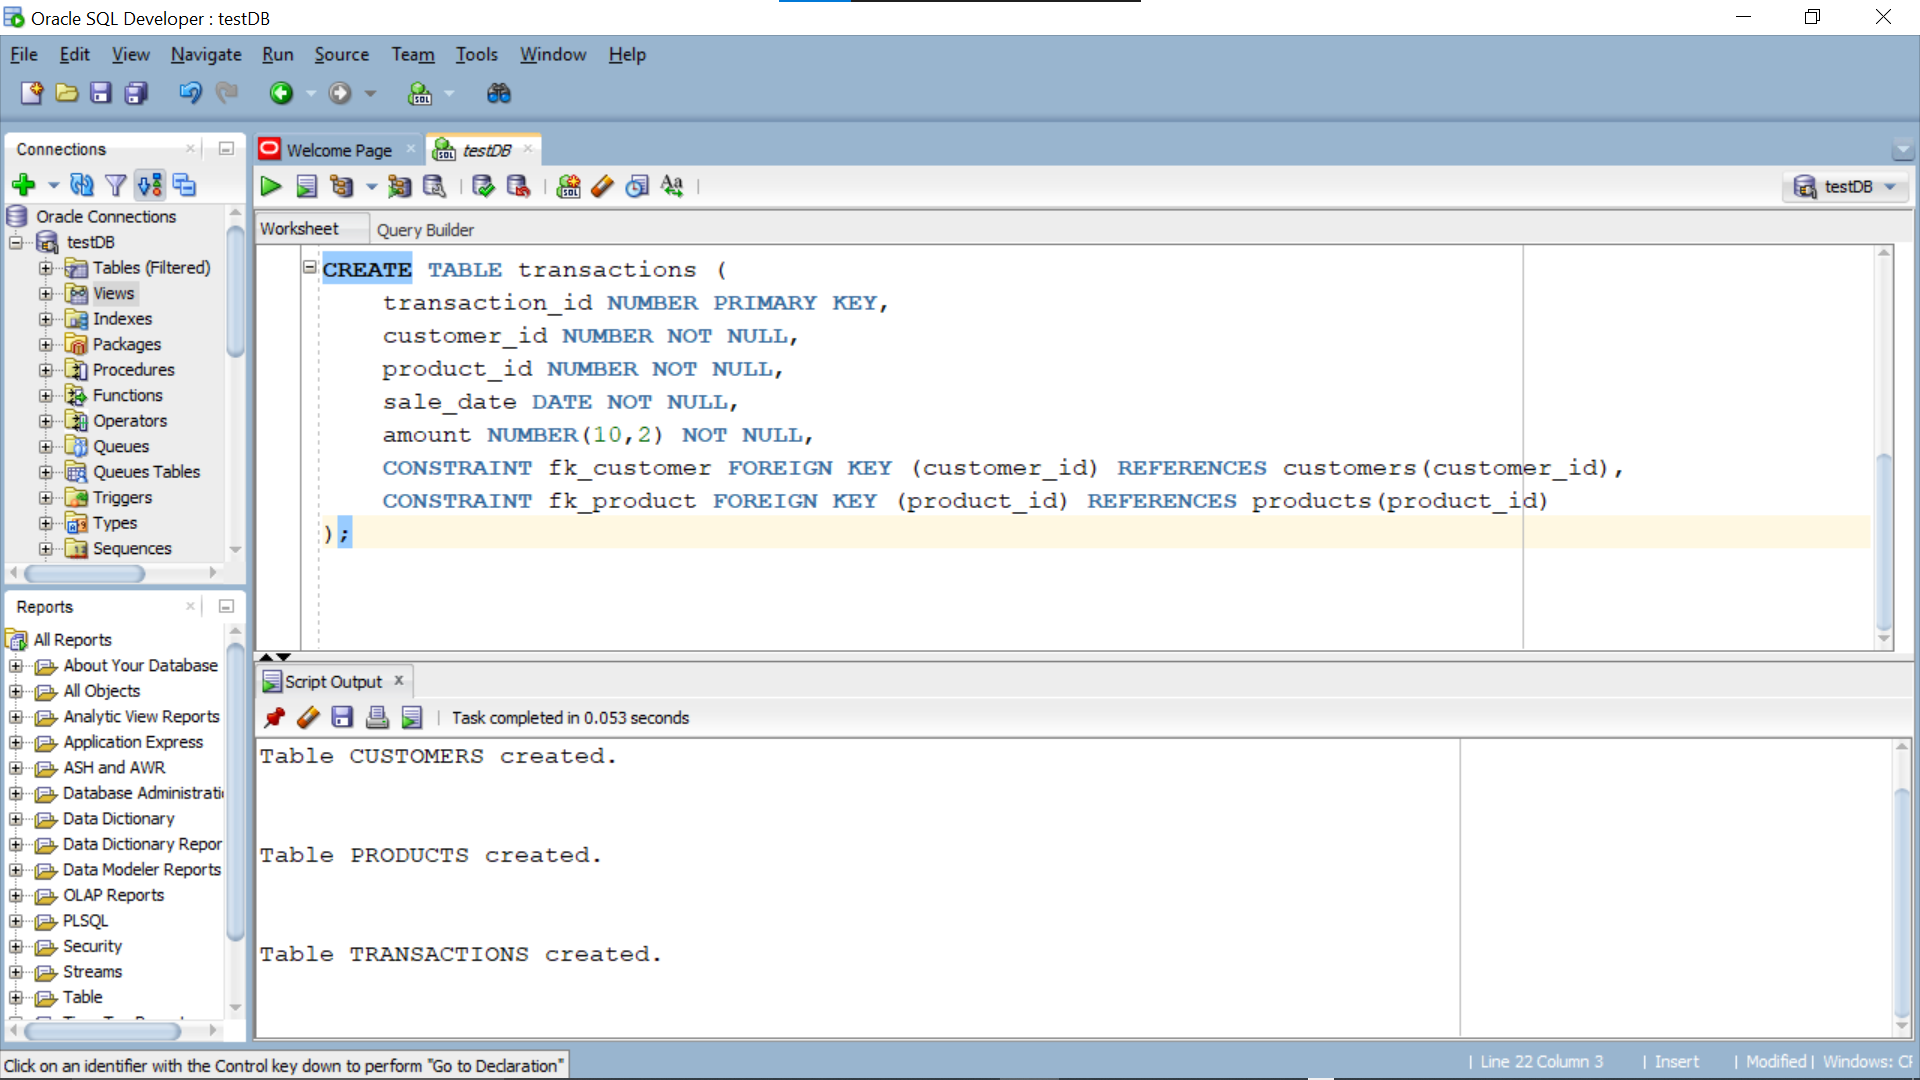 Oracle SQL Developer : testDB
File Edit View Navigate Run Source Team Tools Window Help
Connections
Oracle Connections
testDB
Tables (Filtered)
Views
Indexes
Packages
Procedures
Functions
Operators
Queues
Queues Tables
Triggers
Types
Sequences
Reports
All Reports
About Your Database
All Objects
Analytic View Reports
Application Express
ASH and AWR
Database Administrati
Data Dictionary
Data Dictionary Repor
Data Modeler Reports
OLAP Reports
PLSQL
Security
Streams
Table
Welcome Page
testDB
testDB
Worksheet
Query Builder
CREATE TABLE transactions (
transaction_id NUMBER PRIMARY KEY,
customer_id NUMBER NOT NULL,
product_id NUMBER NOT NULL,
sale_date DATE NOT NULL,
amount NUMBER(10,2) NOT NULL,
CONSTRAINT fk_customer FOREIGN KEY (customer_id) REFERENCES customers(customer_id),
CONSTRAINT fk_product FOREIGN KEY (product_id) REFERENCES products(product_id)
);
Script Output
Task completed in 0.053 seconds
Table CUSTOMERS created.
Table PRODUCTS created.
Table TRANSACTIONS created.
Click on an identifier with the Control key down to perform "Go to Declaration"
| Line 22 Column 3 | Insert | Modified | Windows: CF